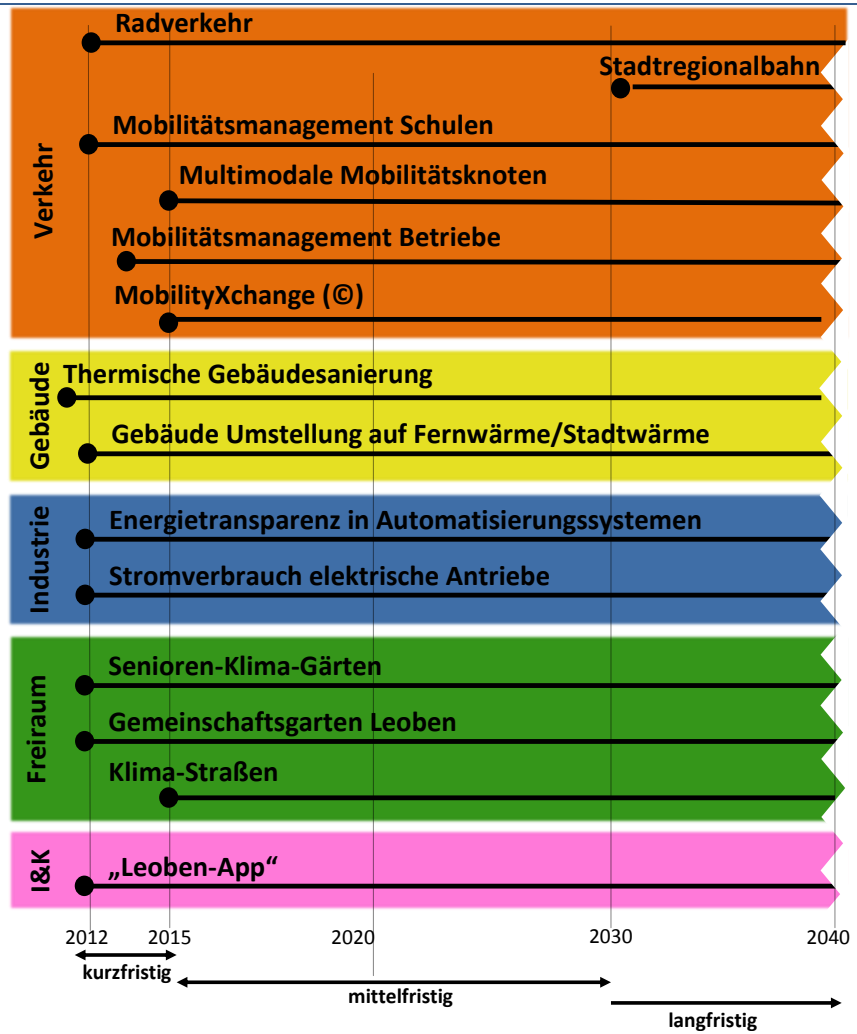 Radverkehr
Stadtregionalbahn
Mobilitätsmanagement Schulen
Multimodale Mobilitätsknoten
Mobilitätsmanagement Betriebe
MobilityXchange (©)
Verkehr
Thermische Gebäudesanierung
Gebäude Umstellung auf Fernwärme/Stadtwärme
Gebäude
Energietransparenz in Automatisierungssystemen
Stromverbrauch elektrische Antriebe
Industrie
Senioren-Klima-Gärten
Gemeinschaftsgarten Leoben
Klima-Straßen
Freiraum
„Leoben-App“
I&K
2012 2015 2020 2030 2040
kurzfristig
mittelfristig
langfristig